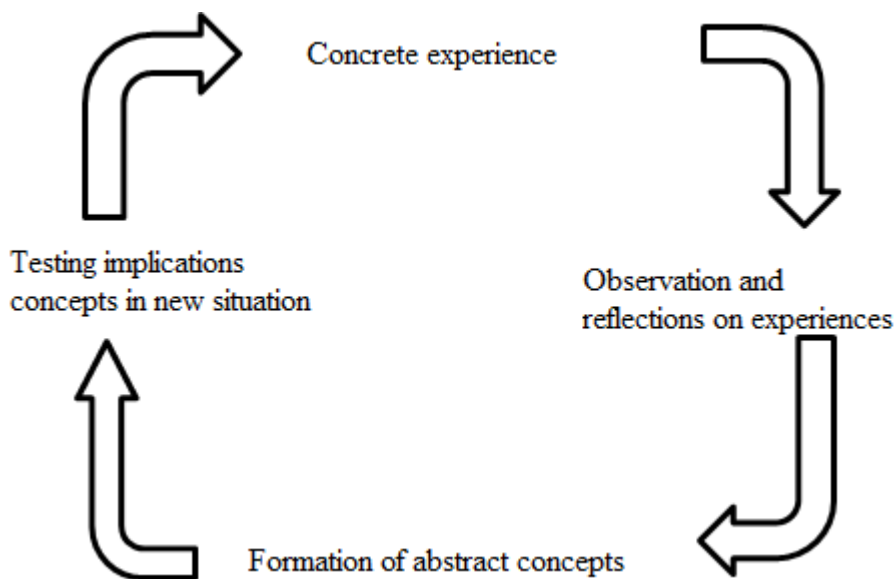 Concrete experience
Testing implications
concepts in new situation
Observation and
reflections on experiences
Formation of abstract concepts